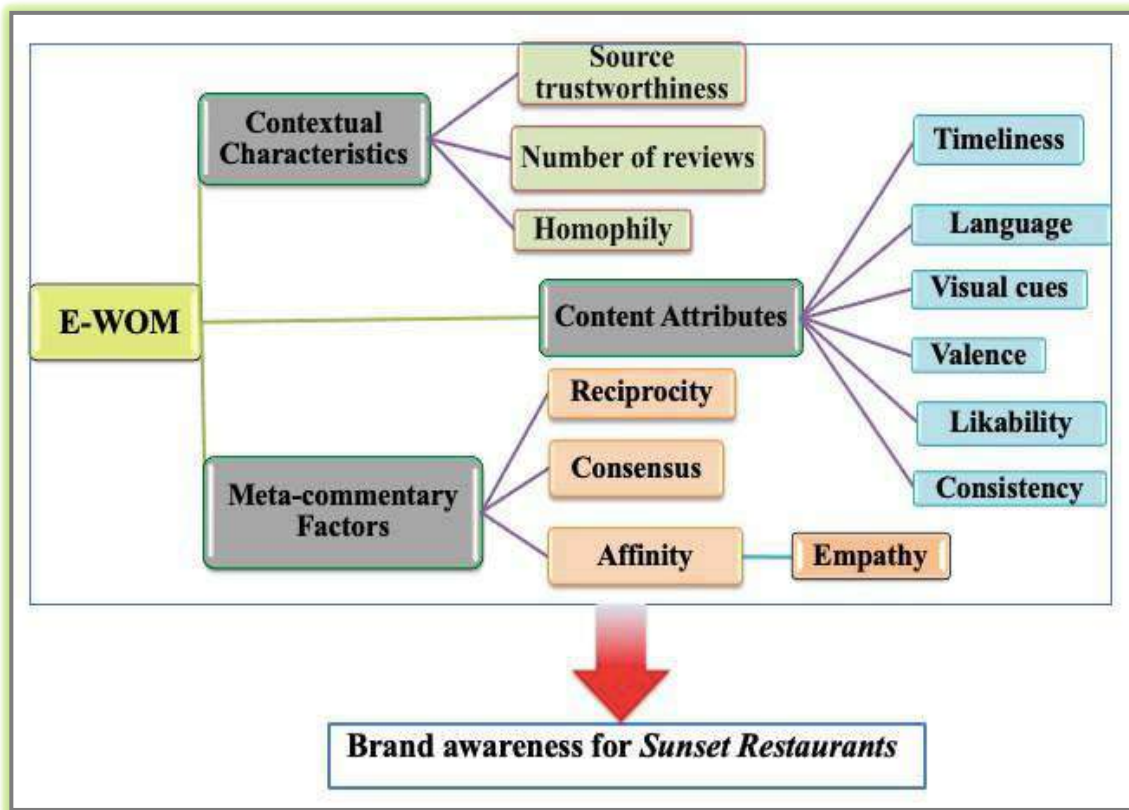 E-WOM
Contextual
Characteristics
Source
trustworthiness
Number of reviews
Homophily
Content Attributes
Timeliness
Language
Visual cues
Valence
Likability
Consistency
Meta-commentary
Factors
Reciprocity
Consensus
Affinity
Empathy
Brand awareness for Sunset Restaurants